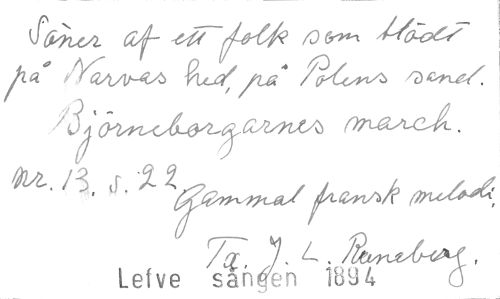 Söner af ett folk som blödt
på Narvas hed, på Polens sand.
Björneborgarnes march.
nr. 13. s. 22.
Gammal fransk melodi.
Tx. J. L. Runeberg.
Lefve sången 1894